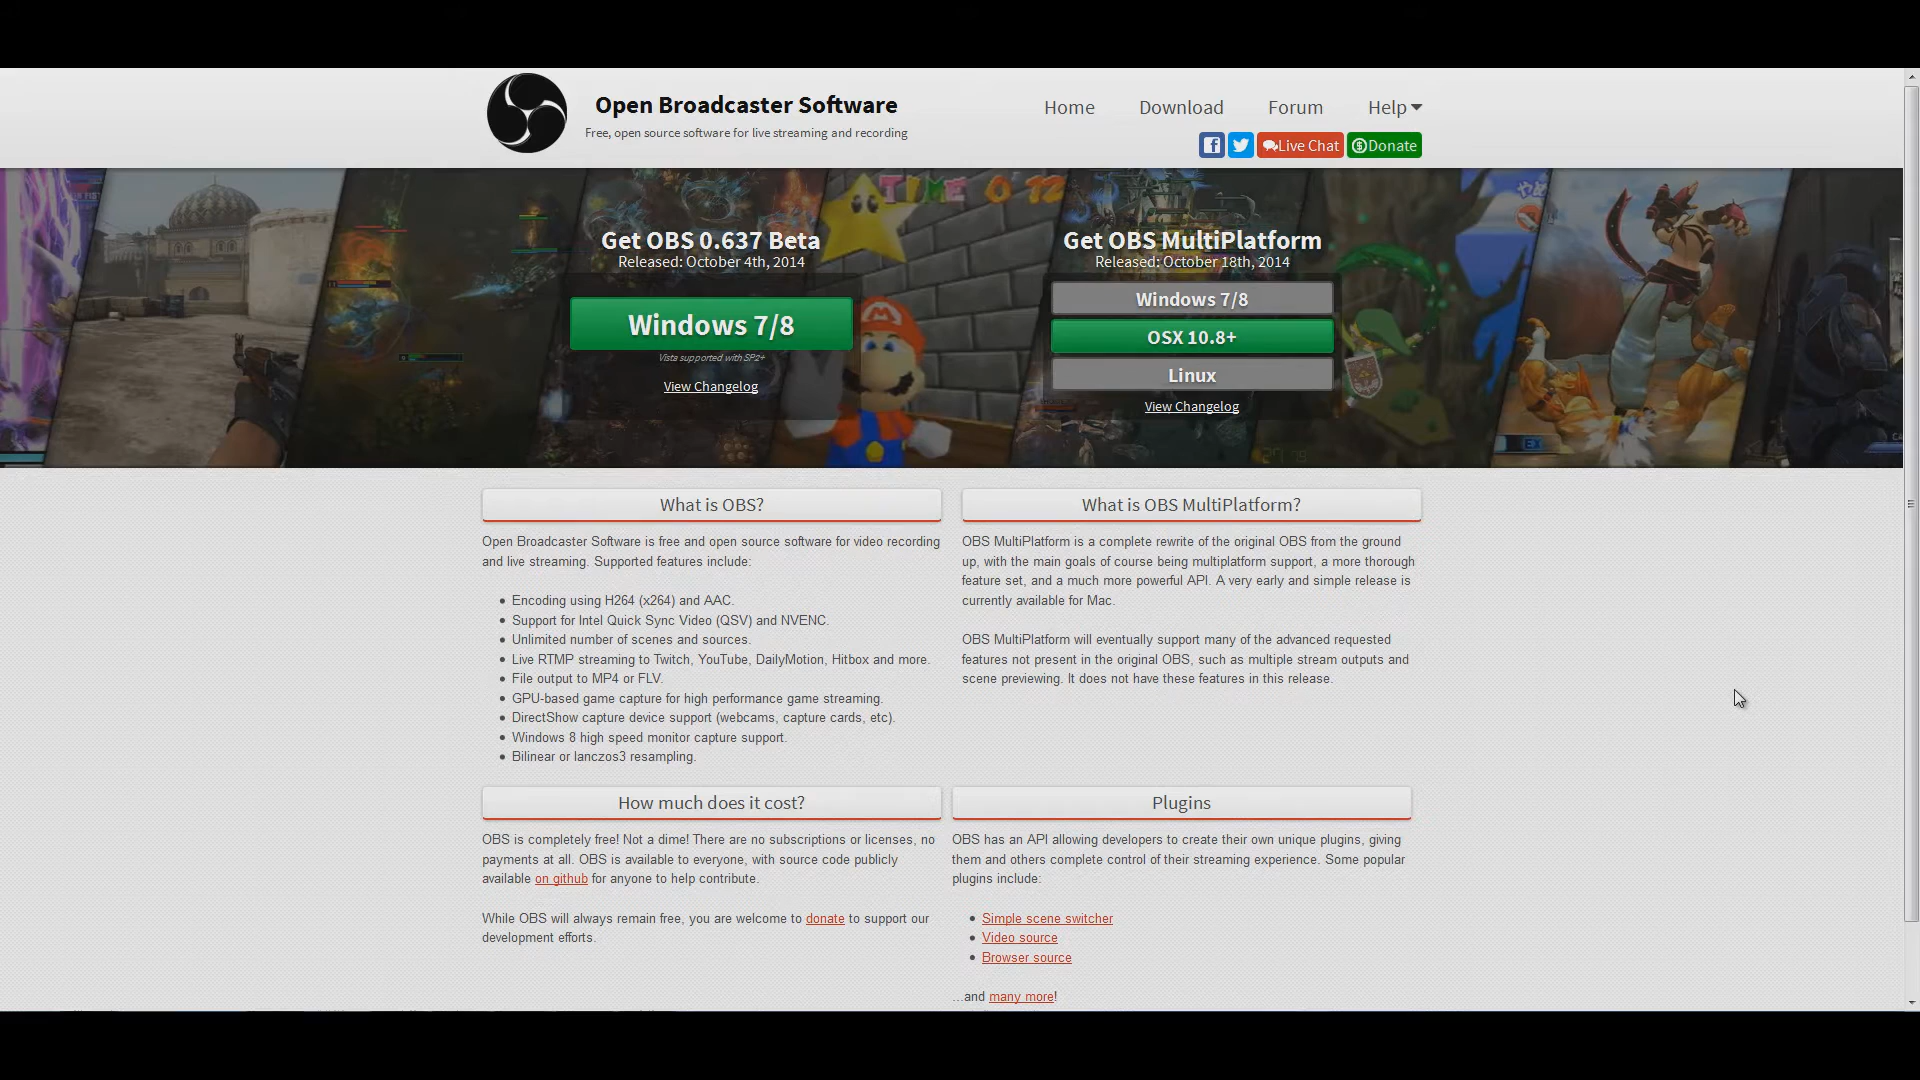 Open Broadcaster Software
Free, open source software for live streaming and recording
Home Download Forum Help
Live Chat Donate
TIME 0'12
Get OBS 0.637 Beta
Released: October 4th, 2014
Windows 7/8
Vista supported with SP2+
View Changelog
Get OBS MultiPlatform
Released: October 18th, 2014
Windows 7/8
OSX 10.8+
Linux
View Changelog
What is OBS?
Open Broadcaster Software is free and open source software for video recording
and live streaming. Supported features include:
• Encoding using H264 (x264) and AAC.
• Support for Intel Quick Sync Video (QSV) and NVENC.
• Unlimited number of scenes and sources.
• Live RTMP streaming to Twitch, YouTube, DailyMotion, Hitbox and more.
• File output to MP4 or FLV.
• GPU-based game capture for high performance game streaming.
• DirectShow capture device support (webcams, capture cards, etc).
• Windows 8 high speed monitor capture support.
• Bilinear or lanczos3 resampling.
What is OBS MultiPlatform?
OBS MultiPlatform is a complete rewrite of the original OBS from the ground
up, with the main goals of course being multiplatform support, a more thorough
feature set, and a much more powerful API. A very early and simple release is
currently available for Mac.
OBS MultiPlatform will eventually support many of the advanced requested
features not present in the original OBS, such as multiple stream outputs and
scene previewing. It does not have these features in this release.
How much does it cost?
OBS is completely free! Not a dime! There are no subscriptions or licenses, no
payments at all. OBS is available to everyone, with source code publicly
available on github for anyone to help contribute.
While OBS will always remain free, you are welcome to donate to support our
development efforts.
Plugins
OBS has an API allowing developers to create their own unique plugins, giving
them and others complete control of their streaming experience. Some popular
plugins include:
• Simple scene switcher
• Video source
• Browser source
...and many more!